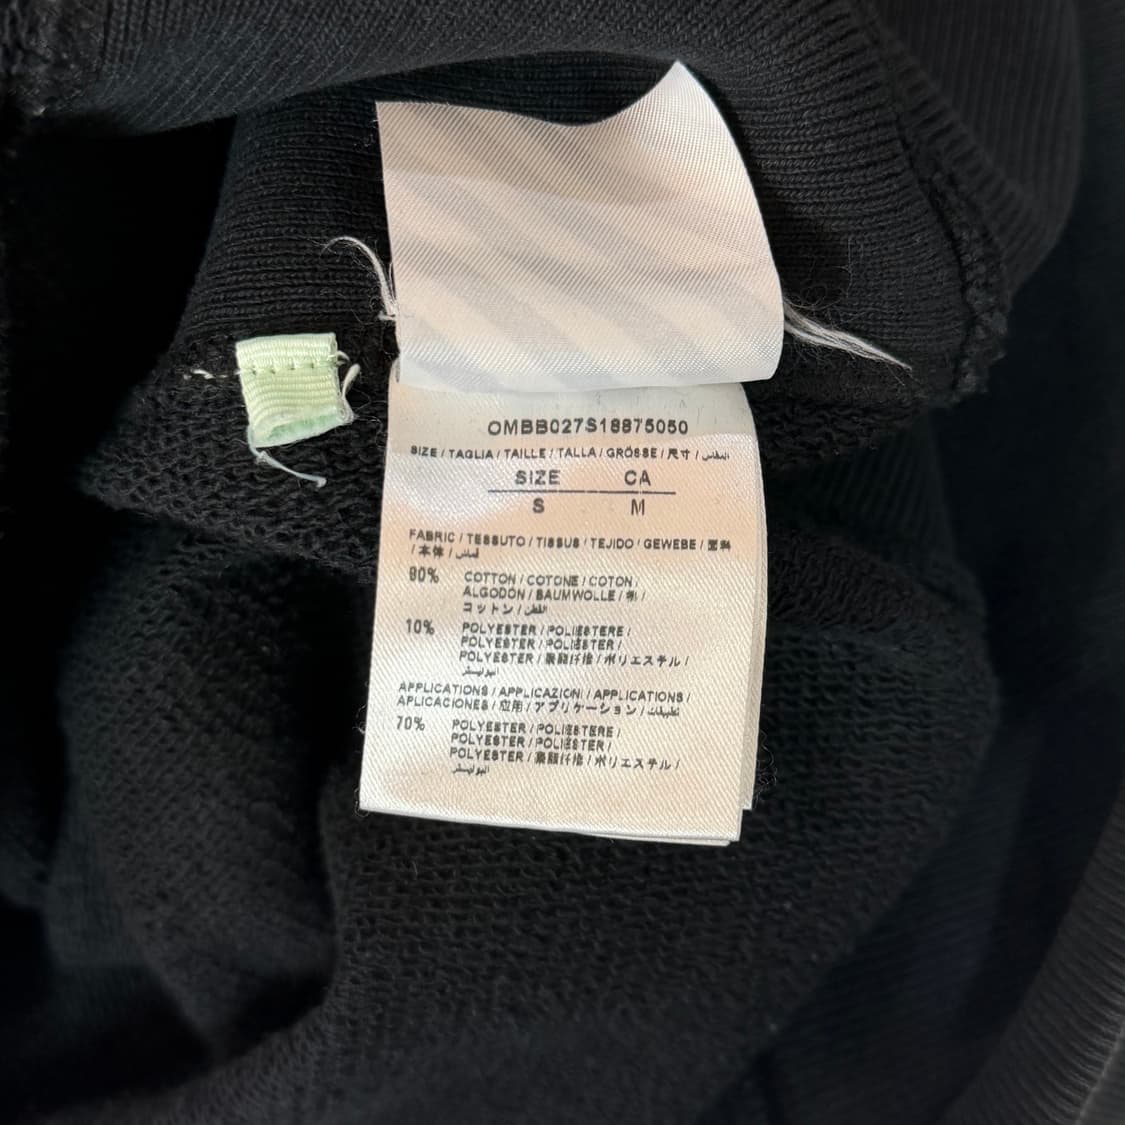 OMBB027S18875050
SIZE / TAGLIA / TAILLE / TALLA / GRÖSSE / 尺寸 / المقاس
SIZE CA
S M
FABRIC / TESSUTO / TISSUS / TEJIDO / GEWEBE / 面料
/ 本体 / قماش
90% COTTON / COTONE / COTON /
ALGODÓN / BAUMWOLLE / 棉 /
コットン / القطن
10% POLYESTER / POLIESTERE /
POLYESTER / POLIÉSTER /
POLYESTER / 聚酯纤维 / ポリエステル /
البوليستر
APPLICATIONS / APPLICAZIONI / APPLICATIONS /
APLICACIONES / 应用 / アプリケーション / تطبيقات
70% POLYESTER / POLIESTERE /
POLYESTER / POLIÉSTER /
POLYESTER / 聚酯纤维 / ポリエステル /
البوليستر